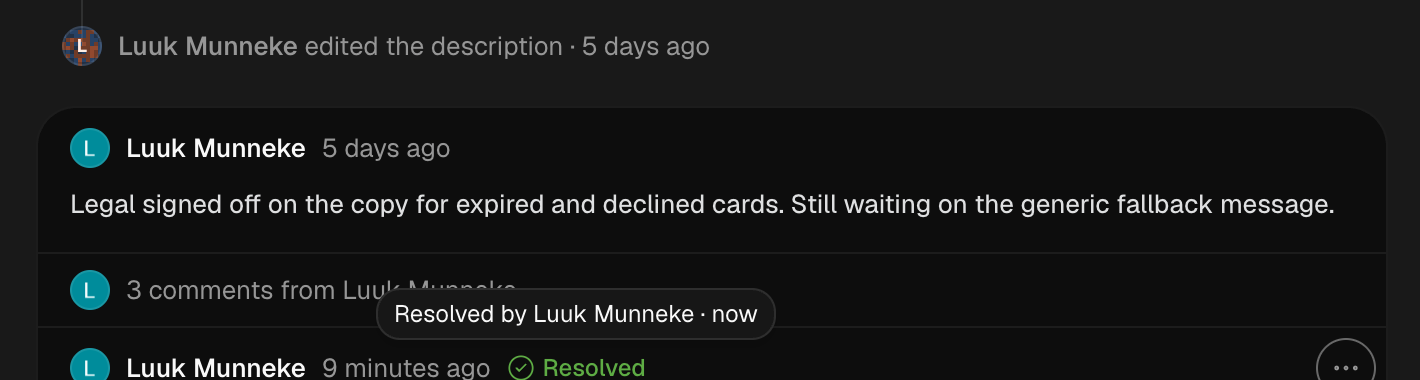 L Luuk Munneke edited the description · 5 days ago
L Luuk Munneke 5 days ago
Legal signed off on the copy for expired and declined cards. Still waiting on the generic fallback message.
L 3 comments from Luuk Munneke
Resolved by Luuk Munneke · now
L Luuk Munneke 9 minutes ago Resolved